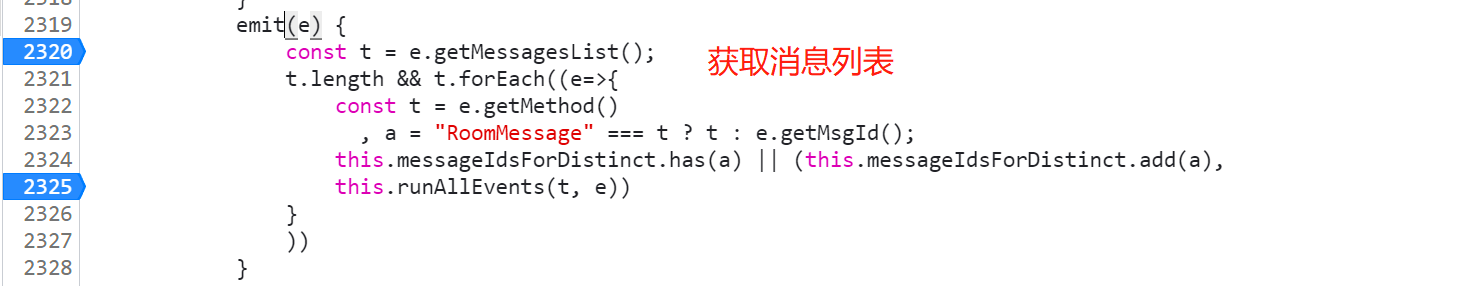 2319 emit(e) {
2320 const t = e.getMessagesList(); 获取消息列表
2321 t.length && t.forEach((e=>{
2322 const t = e.getMethod()
2323 , a = "RoomMessage" === t ? t : e.getMsgId();
2324 this.messageIdsForDistinct.has(a) || (this.messageIdsForDistinct.add(a),
2325 this.runAllEvents(t, e))
2326 }
2327 ))
2328 }